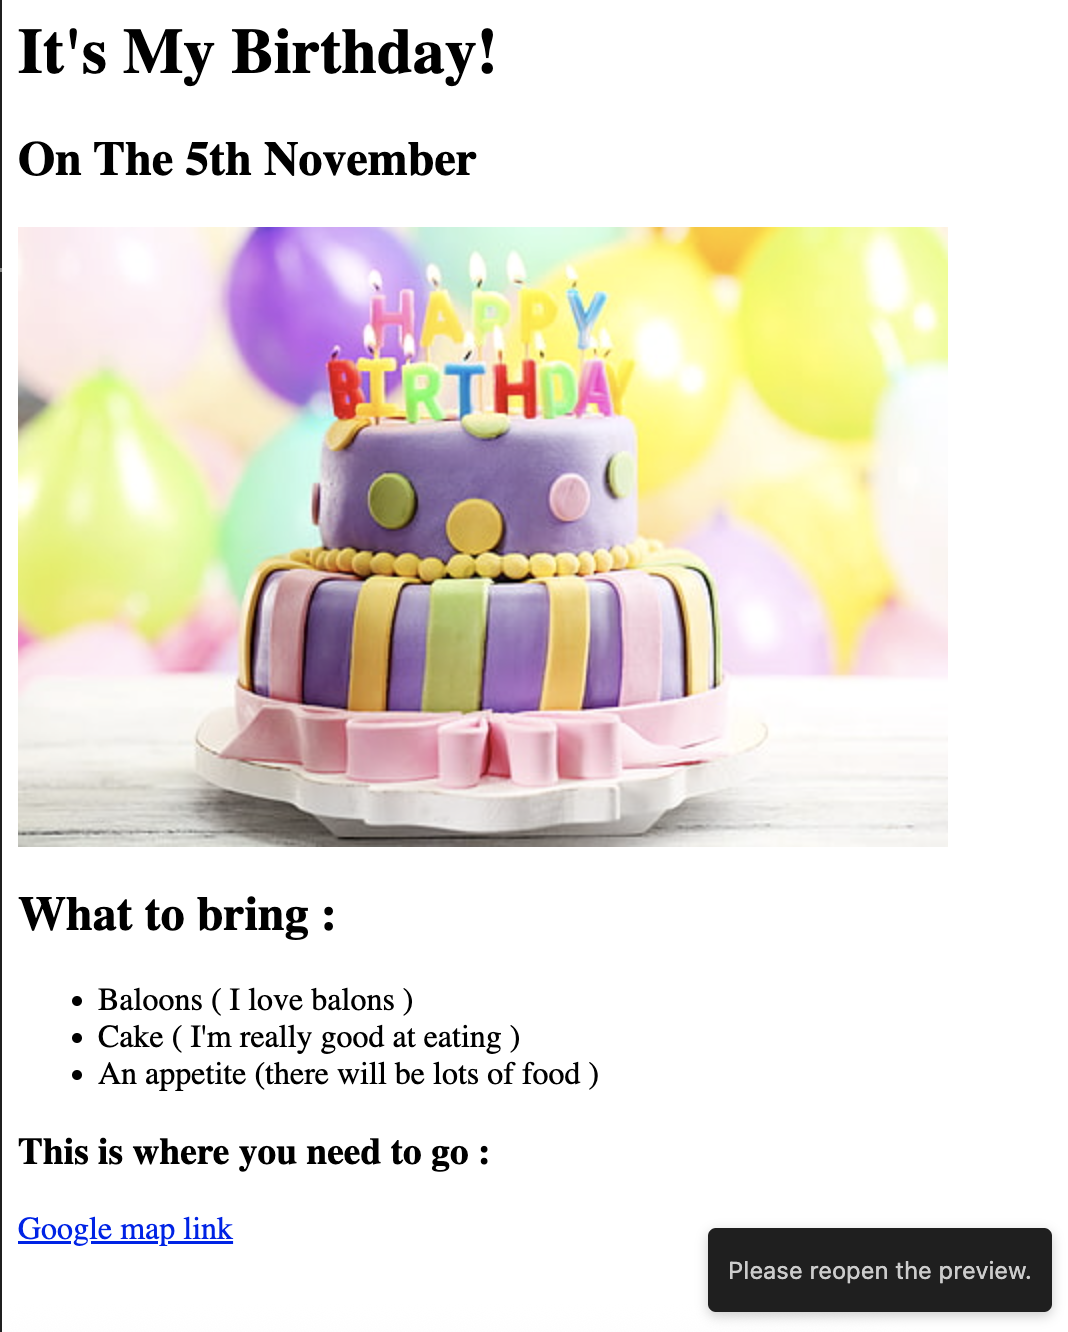 It's My Birthday!
On The 5th November
HAPPY
BIRTHDAY
What to bring :
Baloons ( I love balons )
Cake ( I'm really good at eating )
An appetite (there will be lots of food )
This is where you need to go :
Google map link
Please reopen the preview.